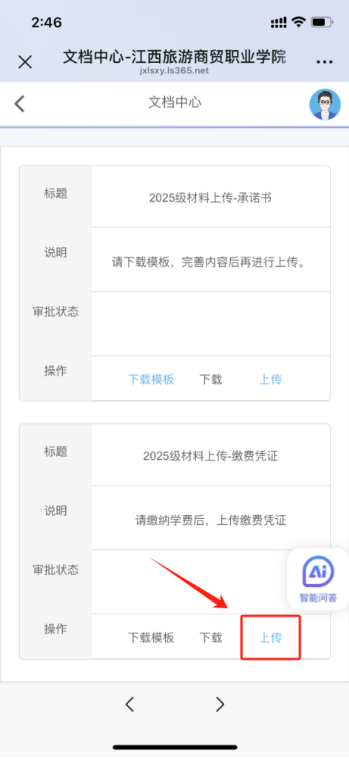 2:46
文档中心-江西旅游商贸职业学院
jxlsxy.ls365.net
文档中心
标题
2025级材料上传-承诺书
说明
请下载模板，完善内容后再进行上传。
审批状态
操作
下载模板 下载 上传
标题
2025级材料上传-缴费凭证
说明
请缴纳学费后，上传缴费凭证
审批状态
Ai
智能问答
操作
下载模板 下载 上传